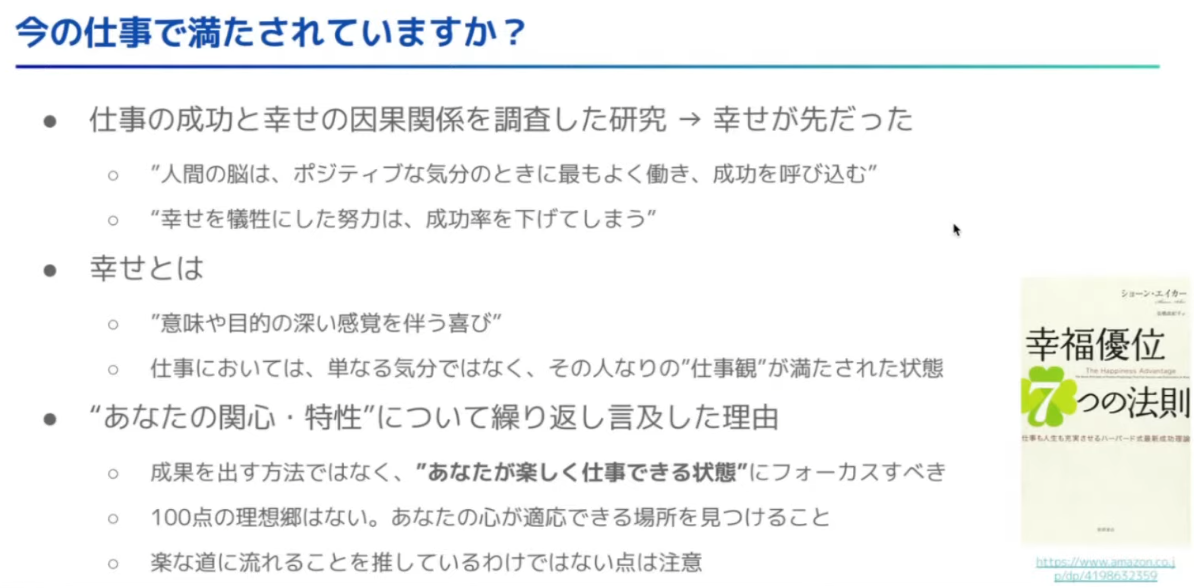 今の仕事で満たされていますか？
● 仕事の成功と幸せの因果関係を調査した研究 → 幸せが先だった
○ ”人間の脳は、ポジティブな気分のときに最もよく働き、成功を呼び込む”
○ “幸せを犠牲にした努力は、成功率を下げてしまう”
● 幸せとは
○ ”意味や目的の深い感覚を伴う喜び”
○ 仕事においては、単なる気分ではなく、その人なりの”仕事観”が満たされた状態
● “あなたの関心・特性”について繰り返し言及した理由
○ 成果を出す方法ではなく、”あなたが楽しく仕事できる状態”にフォーカスすべき
○ 100点の理想郷はない。あなたの心が適応できる場所を見つけること
○ 楽な道に流れることを推しているわけではない点は注意
ショーン・エイカー
幸福優位
The Happiness Advantage
7つの法則
仕事も人生も充実させるハーバード式最新成功理論
https://www.amazon.co.j
p/dp/4198632359